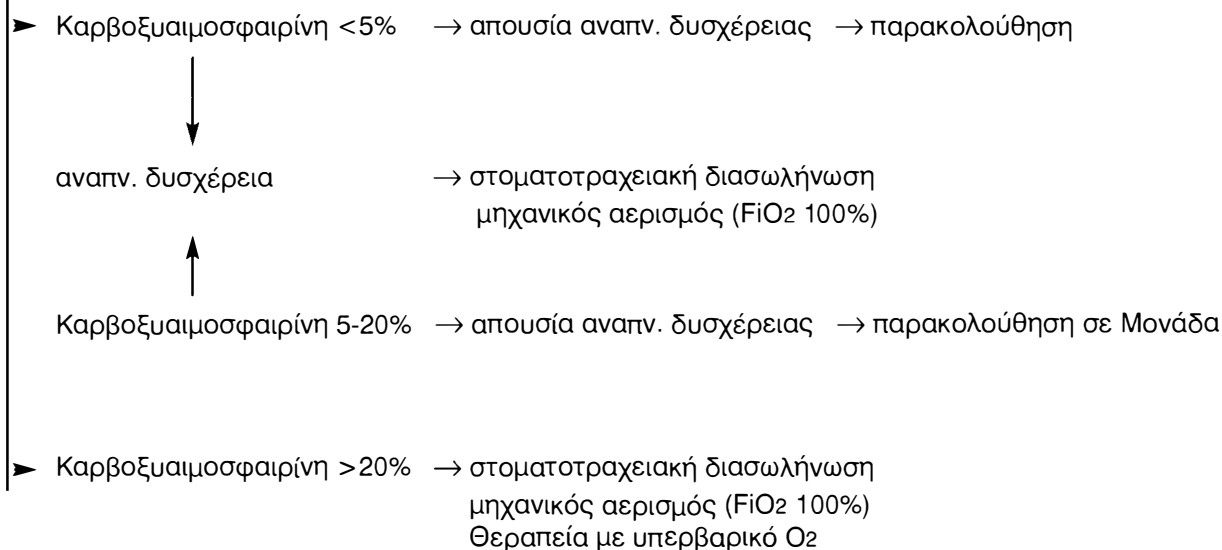 Καρβοξυαιμοσφαιρίνη <5% → απουσία αναπν. δυσχέρειας → παρακολούθηση
αναπν. δυσχέρεια → στοματοτραχειακή διασωλήνωση
μηχανικός αερισμός (FiO2 100%)
Καρβοξυαιμοσφαιρίνη 5-20% → απουσία αναπν. δυσχέρειας → παρακολούθηση σε Μονάδα
Καρβοξυαιμοσφαιρίνη >20% → στοματοτραχειακή διασωλήνωση
μηχανικός αερισμός (FiO2 100%)
Θεραπεία με υπερβαρικό O2